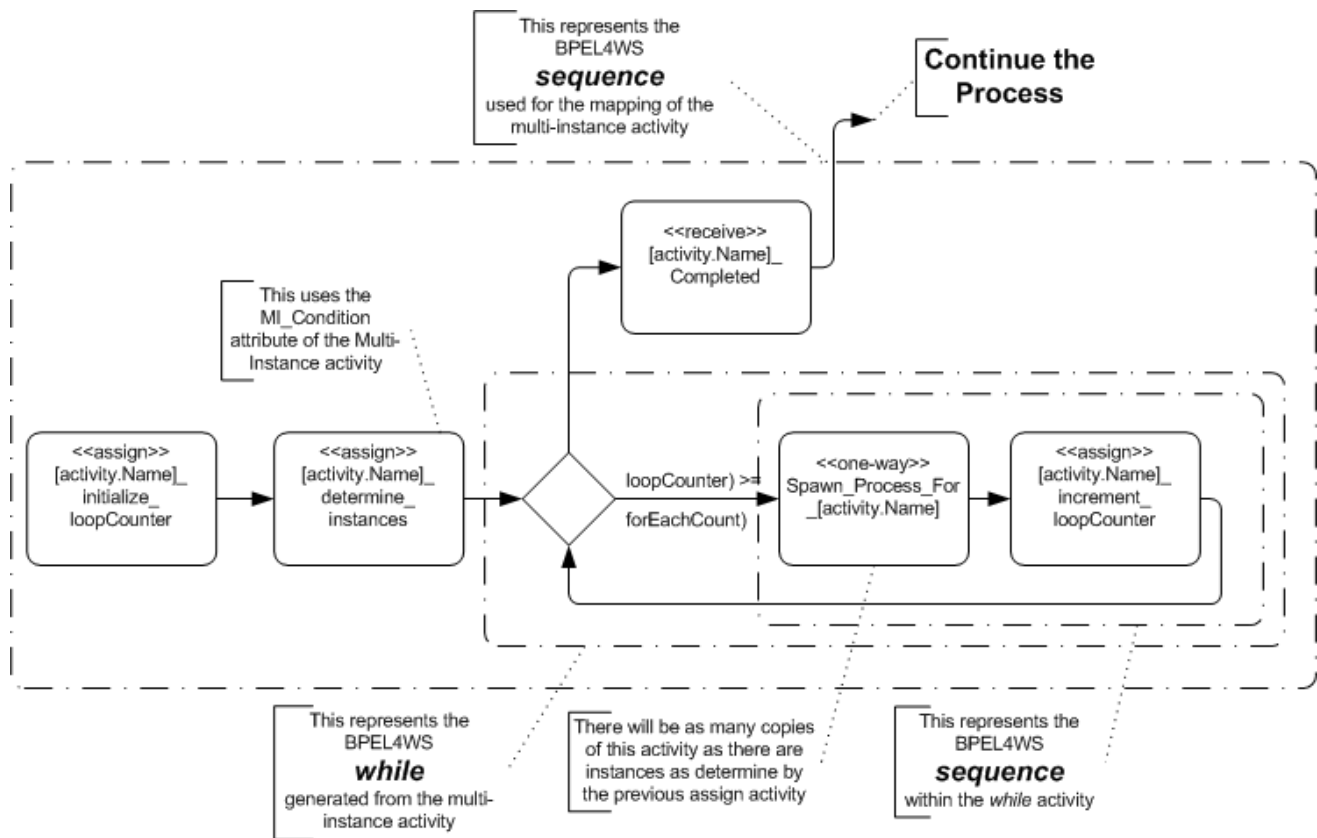 This represents the
BPEL4WS
sequence
used for the mapping of the
multi-instance activity
Continue the
Process
<<receive>>
[activity.Name]_
Completed
This uses the
MI_Condition
attribute of the Multi-
Instance activity
<<assign>>
[activity.Name]_
initialize_
loopCounter
<<assign>>
[activity.Name]_
determine_
instances
loopCounter) >=
forEachCount)
<<one-way>>
Spawn_Process_For
_[activity.Name]
<<assign>>
[activity.Name]_
increment_
loopCounter
This represents the
BPEL4WS
while
generated from the multi-
instance activity
There will be as many copies
of this activity as there are
instances as determine by
the previous assign activity
This represents the
BPEL4WS
sequence
within the while activity